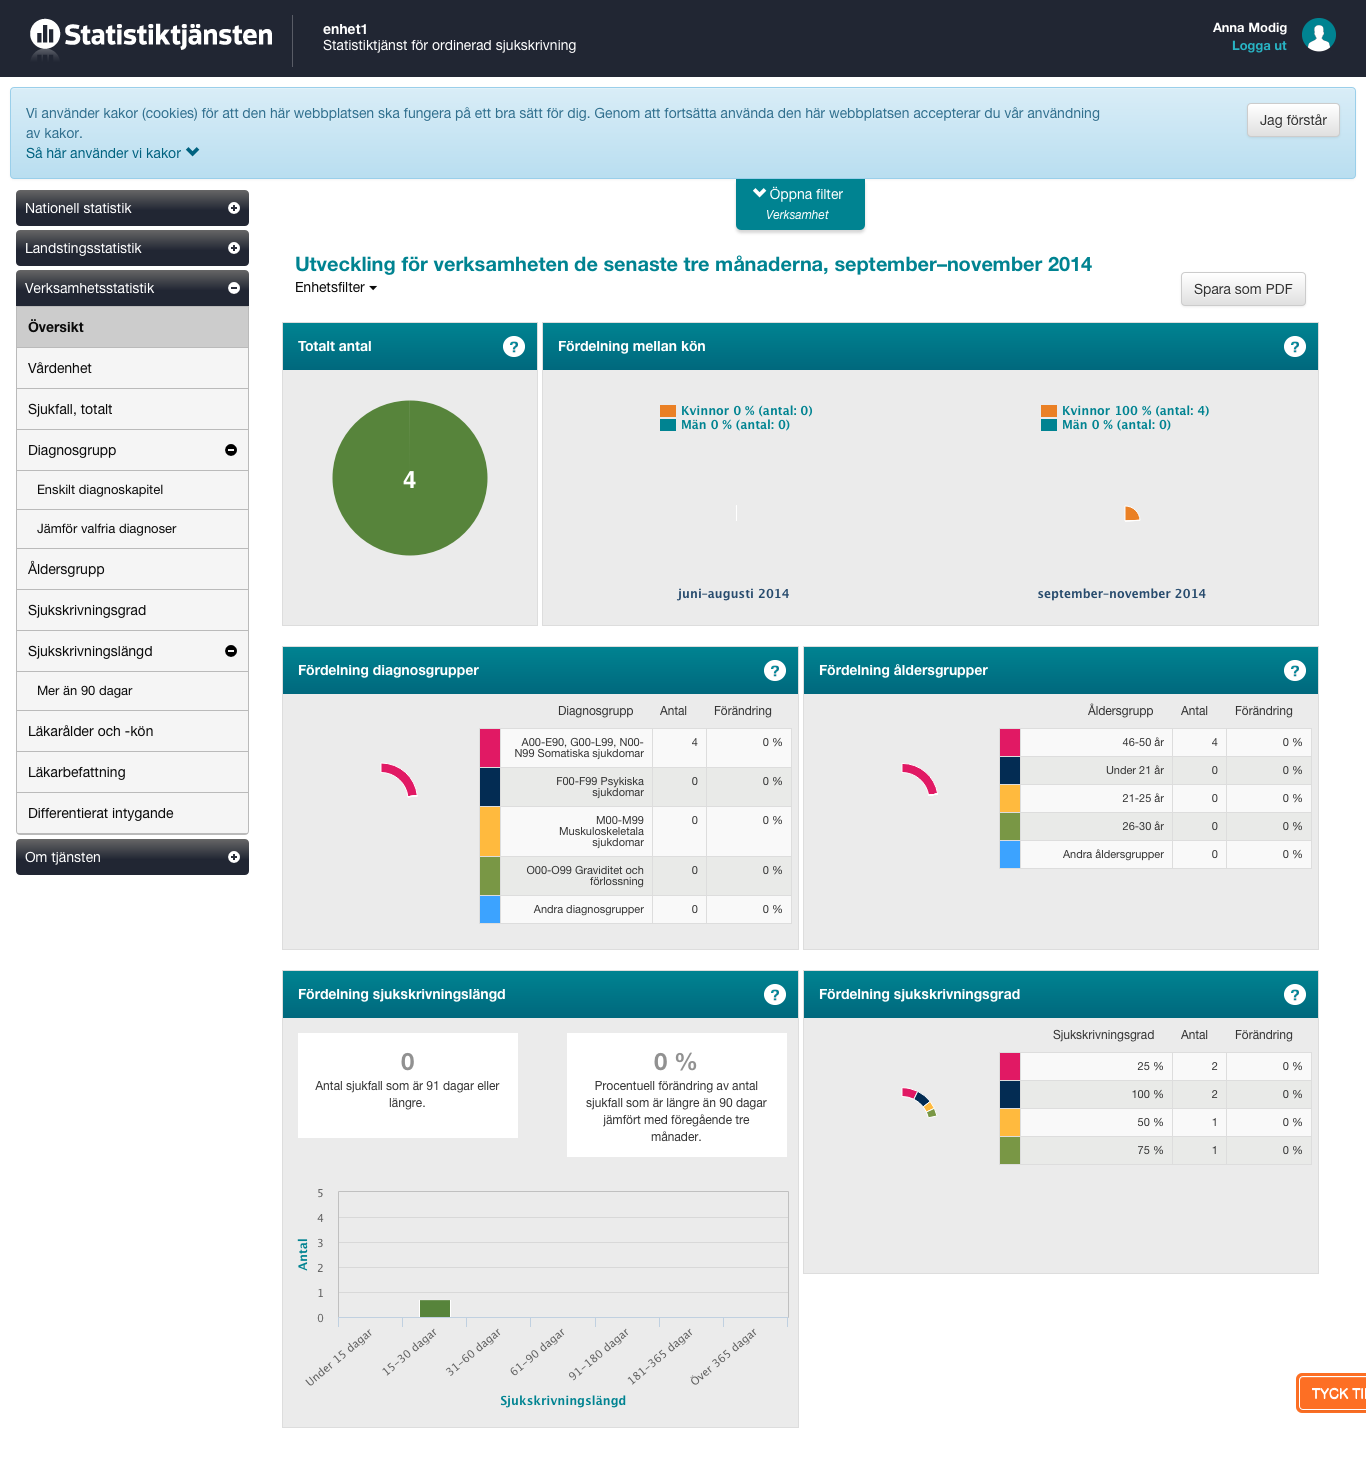 Statistiktjänsten
enhet1
Statistiktjänst för ordinerad sjukskrivning
Anna Modig
Logga ut
Vi använder kakor (cookies) för att den här webbplatsen ska fungera på ett bra sätt för dig. Genom att fortsätta använda den här webbplatsen accepterar du vår användning
av kakor.
Så här använder vi kakor
Jag förstår
Öppna filter
Verksamhet
Nationell statistik
Landstingsstatistik
Verksamhetsstatistik
Översikt
Vårdenhet
Sjukfall, totalt
Diagnosgrupp
Enskilt diagnoskapitel
Jämför valfria diagnoser
Åldersgrupp
Sjukskrivningsgrad
Sjukskrivningslängd
Mer än 90 dagar
Läkarålder och -kön
Läkarbefattning
Differentierat intygande
Om tjänsten
Utveckling för verksamheten de senaste tre månaderna, september–november 2014
Enhetsfilter
Spara som PDF
Totalt antal
?
4
Fördelning mellan kön
?
Kvinnor 0 % (antal: 0)
Män 0 % (antal: 0)
juni-augusti 2014
Kvinnor 100 % (antal: 4)
Män 0 % (antal: 0)
september-november 2014
Fördelning diagnosgrupper
?
Diagnosgrupp Antal Förändring
A00-E90, G00-L99, N00-
N99 Somatiska sjukdomar 4 0 %
F00-F99 Psykiska
sjukdomar 0 0 %
M00-M99
Muskuloskeletala
sjukdomar 0 0 %
O00-O99 Graviditet och
förlossning 0 0 %
Andra diagnosgrupper 0 0 %
Fördelning åldersgrupper
?
Åldersgrupp Antal Förändring
46-50 år 4 0 %
Under 21 år 0 0 %
21-25 år 0 0 %
26-30 år 0 0 %
Andra åldersgrupper 0 0 %
Fördelning sjukskrivningslängd
?
0
Antal sjukfall som är 91 dagar eller
längre.
0 %
Procentuell förändring av antal
sjukfall som är längre än 90 dagar
jämfört med föregående tre
månader.
Antal
5
4
3
2
1
0
Under 15 dagar
15-30 dagar
31-60 dagar
61-90 dagar
91-180 dagar
181-365 dagar
Över 365 dagar
Sjukskrivningslängd
Fördelning sjukskrivningsgrad
?
Sjukskrivningsgrad Antal Förändring
25 % 2 0 %
100 % 2 0 %
50 % 1 0 %
75 % 1 0 %
TYCK